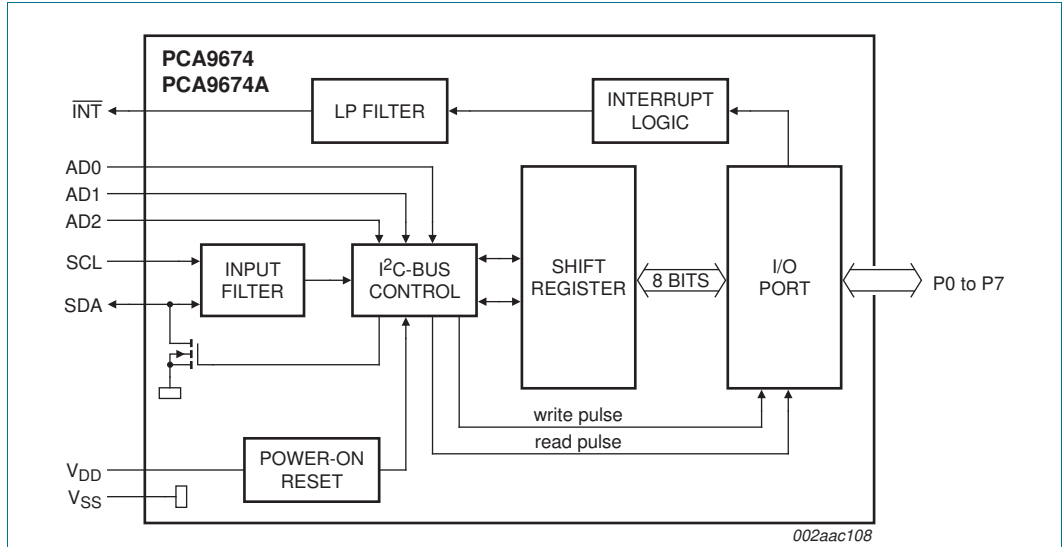 PCA9674
PCA9674A
INT
LP FILTER
INTERRUPT
LOGIC
AD0
AD1
AD2
SCL
SDA
INPUT
FILTER
I²C-BUS
CONTROL
SHIFT
REGISTER
8 BITS
I/O
PORT
P0 to P7
write pulse
read pulse
VDD
VSS
POWER-ON
RESET
002aac108